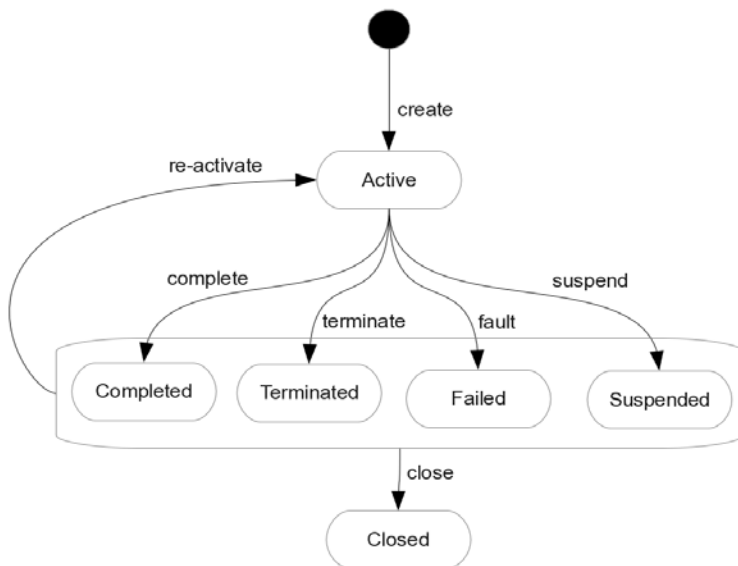 create
re-activate
Active
complete
suspend
terminate
fault
Completed
Terminated
Failed
Suspended
close
Closed